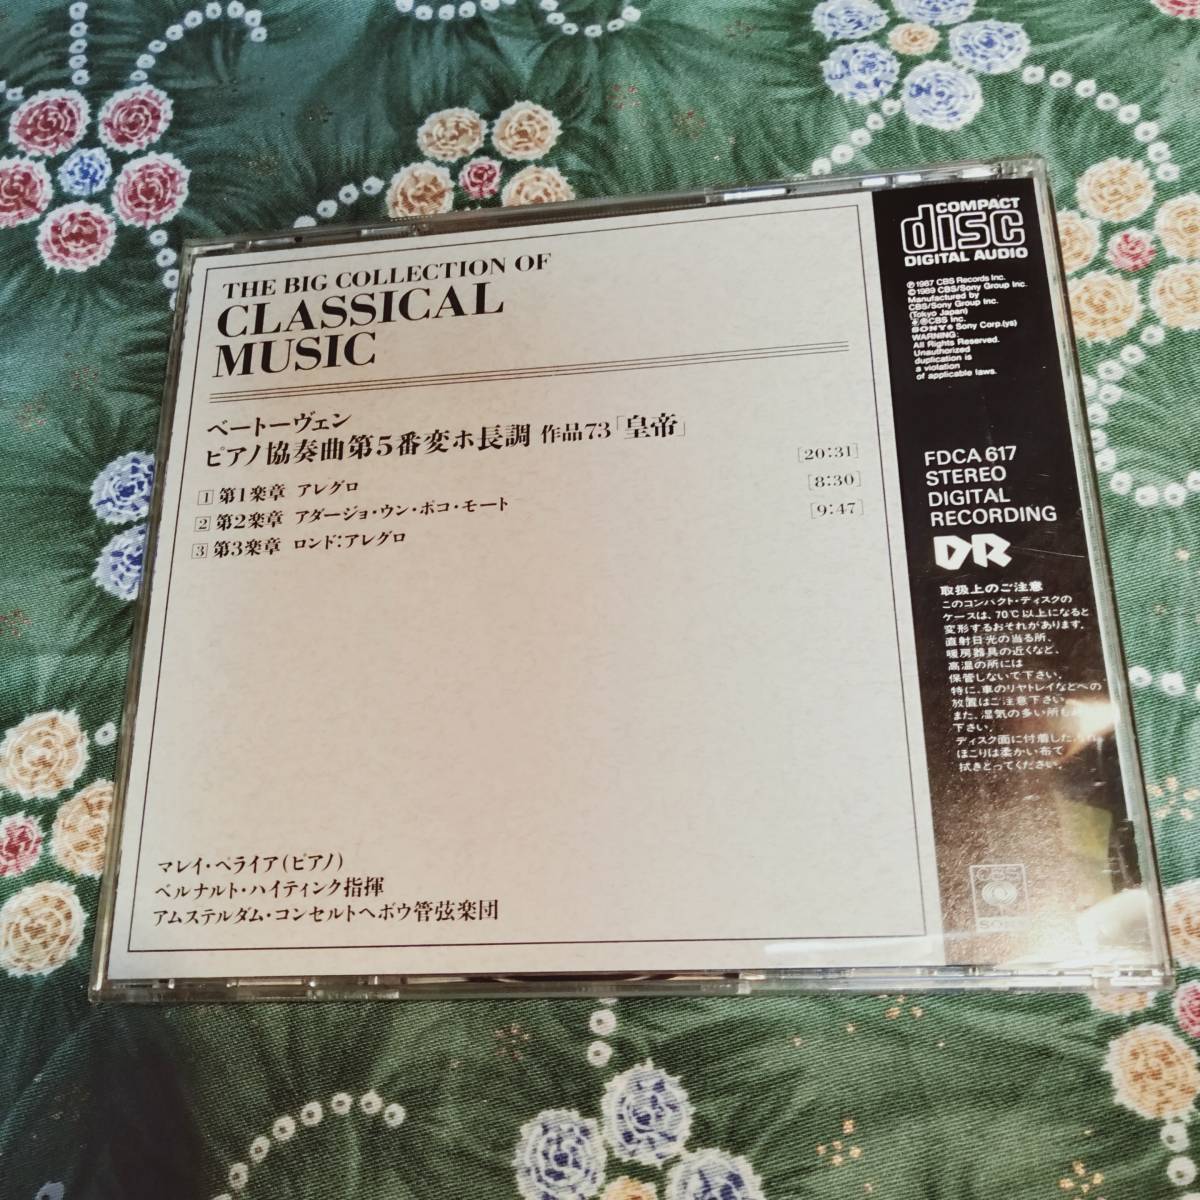 THE BIG COLLECTION OF
CLASSICAL
MUSIC
ベートーヴェン
ピアノ協奏曲第5番変ホ長調 作品73「皇帝」
1 第1楽章 アレグロ [20:31]
2 第2楽章 アダージョ・ウン・ポコ・モート [8:30]
3 第3楽章 ロンド:アレグロ [9:47]
マレイ・ペライア(ピアノ)
ベルナルト・ハイティンク指揮
アムステルダム・コンセルトヘボウ管弦楽団
COMPACT
disc
DIGITAL AUDIO
℗1987 CBS Records Inc.
©1989 CBS/Sony Group Inc.
Manufactured by
CBS/Sony Group Inc.
(Tokyo Japan)
CBS Inc.
SONY® Sony Corp.(ys)
WARNING:
All Rights Reserved.
Unauthorized
duplication is
a violation
of applicable laws.
FDCA 617
STEREO
DIGITAL
RECORDING
DR
取扱上のご注意
このコンパクト・ディスクの
ケースは、70℃以上になると
変形するおそれがあります。
直射日光の当る所、
暖房器具の近くなど、
高温の所には
保管しないで下さい。
特に、車のリヤトレイなどへの
放置はご注意下さい。
また、湿気の多い所も
下さい。
ディスク面に付着した
ほこりは柔かい布で
拭きとってください。
CBS
SONY